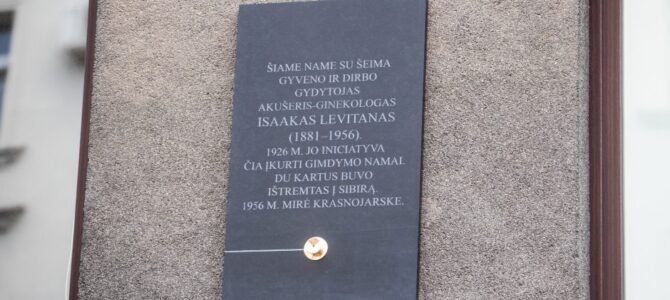 ŠIAME NAME SU ŠEIMA
GYVENO IR DIRBO
GYDYTOJAS
AKUŠERIS-GINEKOLOGAS
ISAAKAS LEVITANAS
(1881–1956).
1926 M. JO INICIATYVA
ČIA ĮKURTI GIMDYMO NAMAI.
DU KARTUS BUVO
IŠTREMTAS Į SIBIRĄ.
1956 M. MIRĖ KRASNOJARSKE.